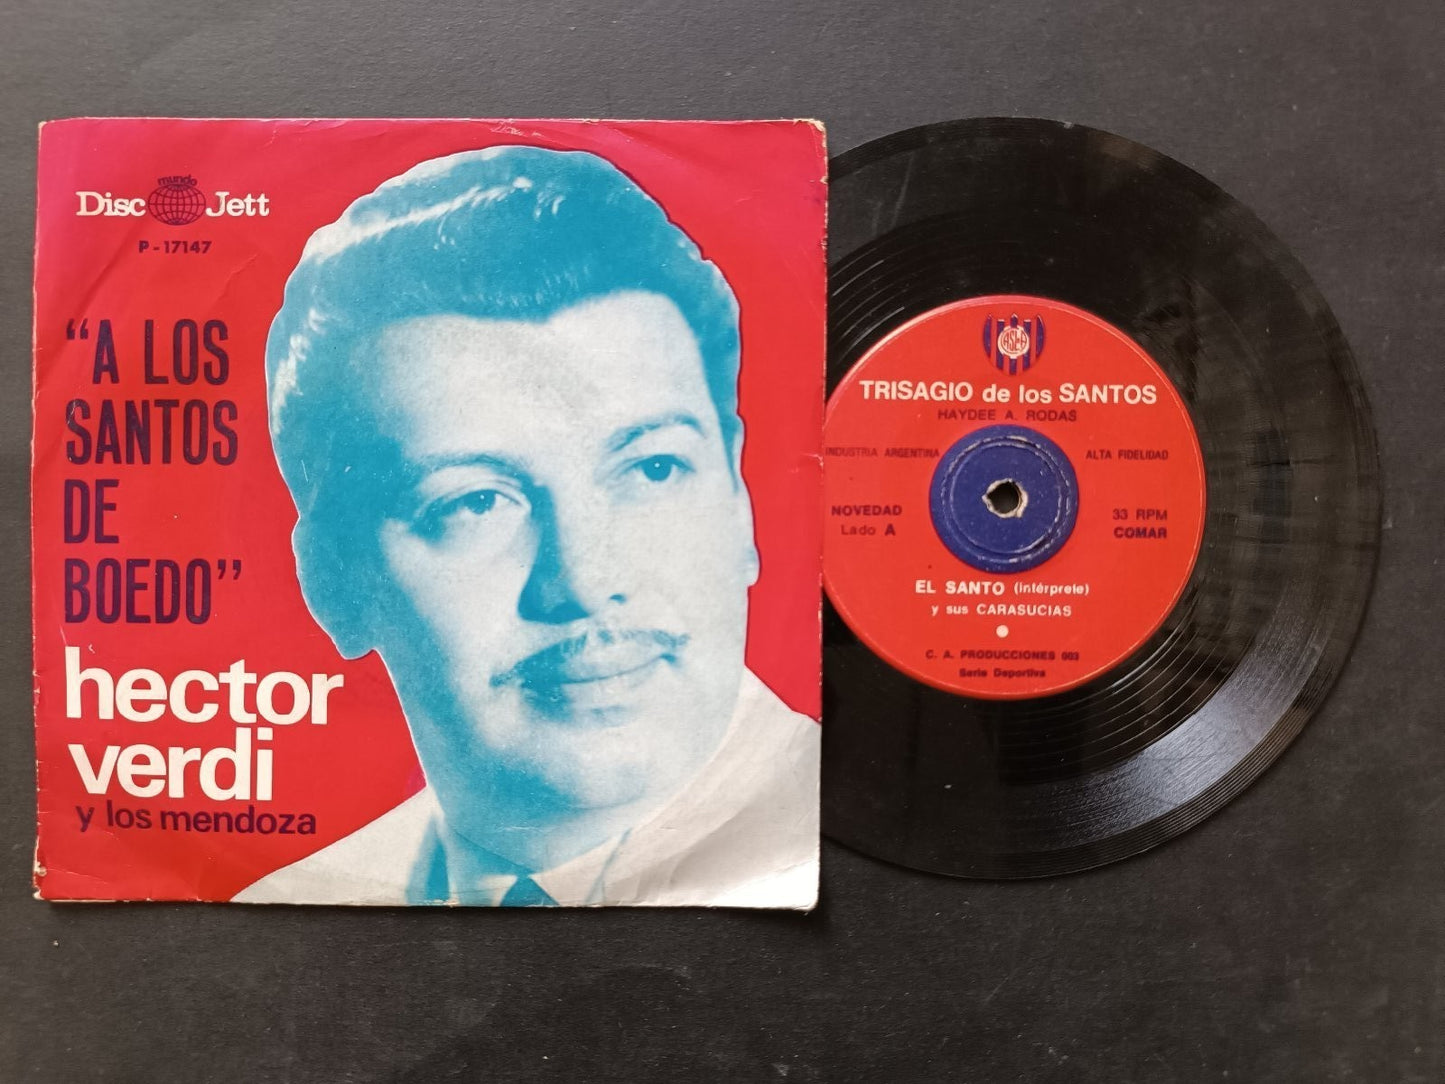 mundo
Disc Jett
P-17147
"A LOS
SANTOS
DE
BOEDO"
hector
verdi
y los mendoza
CASLA
TRISAGIO de los SANTOS
HAYDEE A. RODAS
INDUSTRIA ARGENTINA
ALTA FIDELIDAD
NOVEDAD
Lado A
33 RPM
COMAR
EL SANTO (intérprete)
y sus CARASUCIAS
C. A. PRODUCCIONES 003
Serie Deportiva